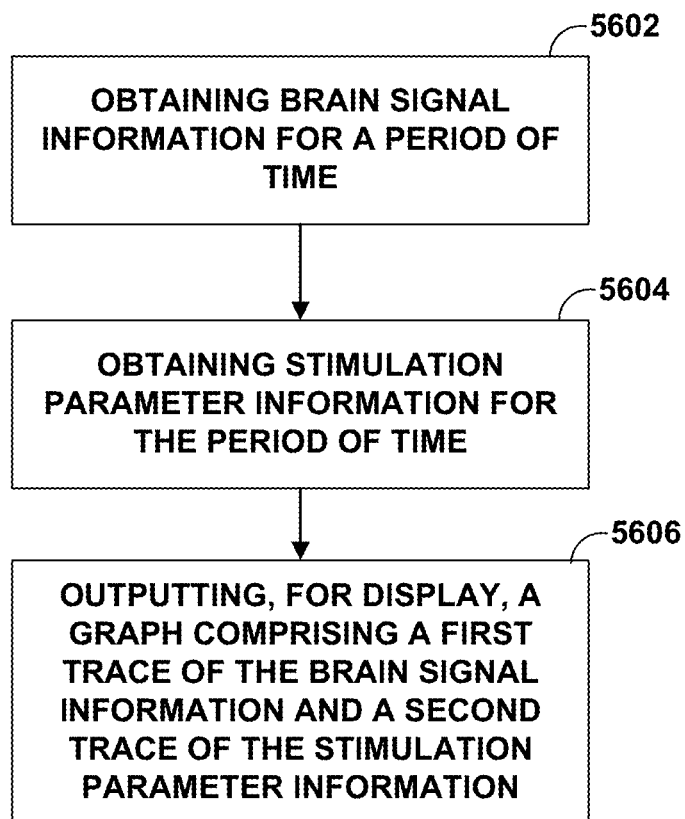 5602
OBTAINING BRAIN SIGNAL
INFORMATION FOR A PERIOD OF
TIME
5604
OBTAINING STIMULATION
PARAMETER INFORMATION FOR
THE PERIOD OF TIME
5606
OUTPUTTING, FOR DISPLAY, A
GRAPH COMPRISING A FIRST
TRACE OF THE BRAIN SIGNAL
INFORMATION AND A SECOND
TRACE OF THE STIMULATION
PARAMETER INFORMATION